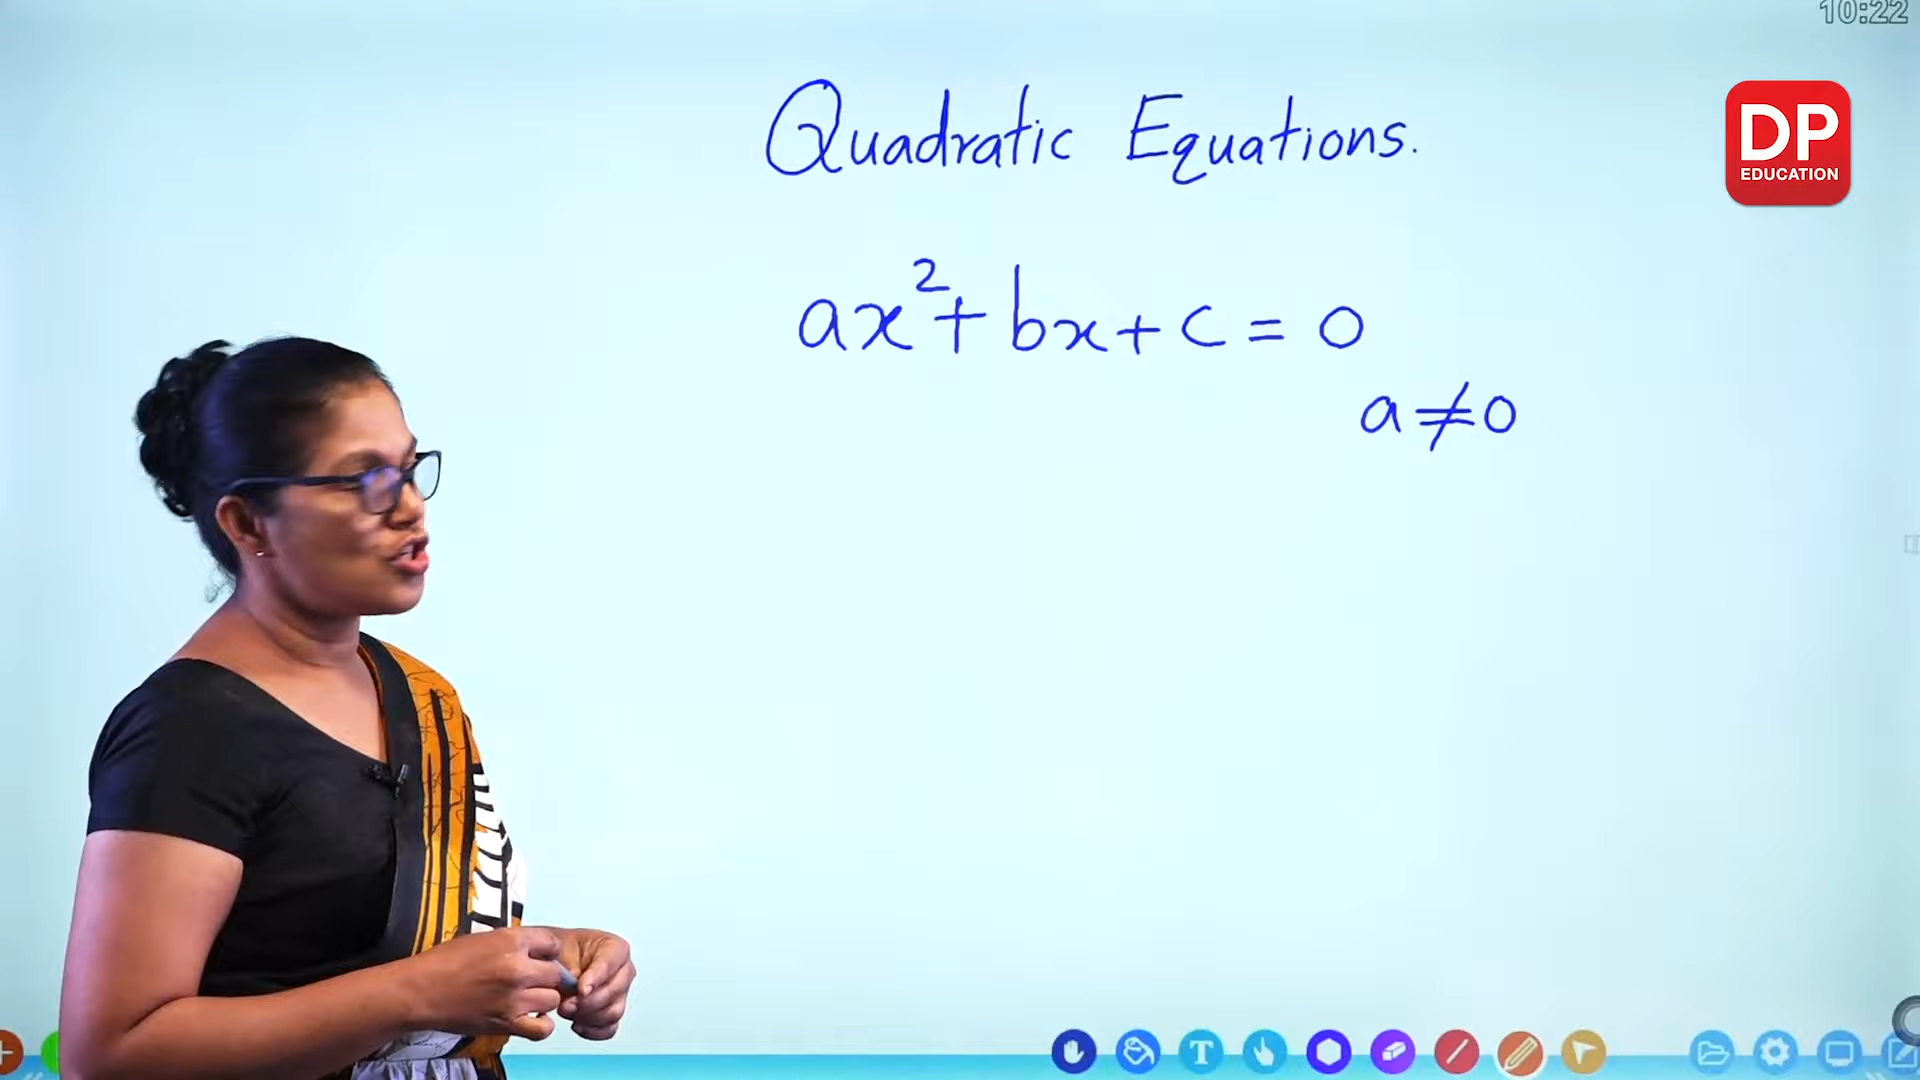 10:22
Quadratic Equations.
DP
EDUCATION
ax²+ bx + c = 0
a ≠ 0
T